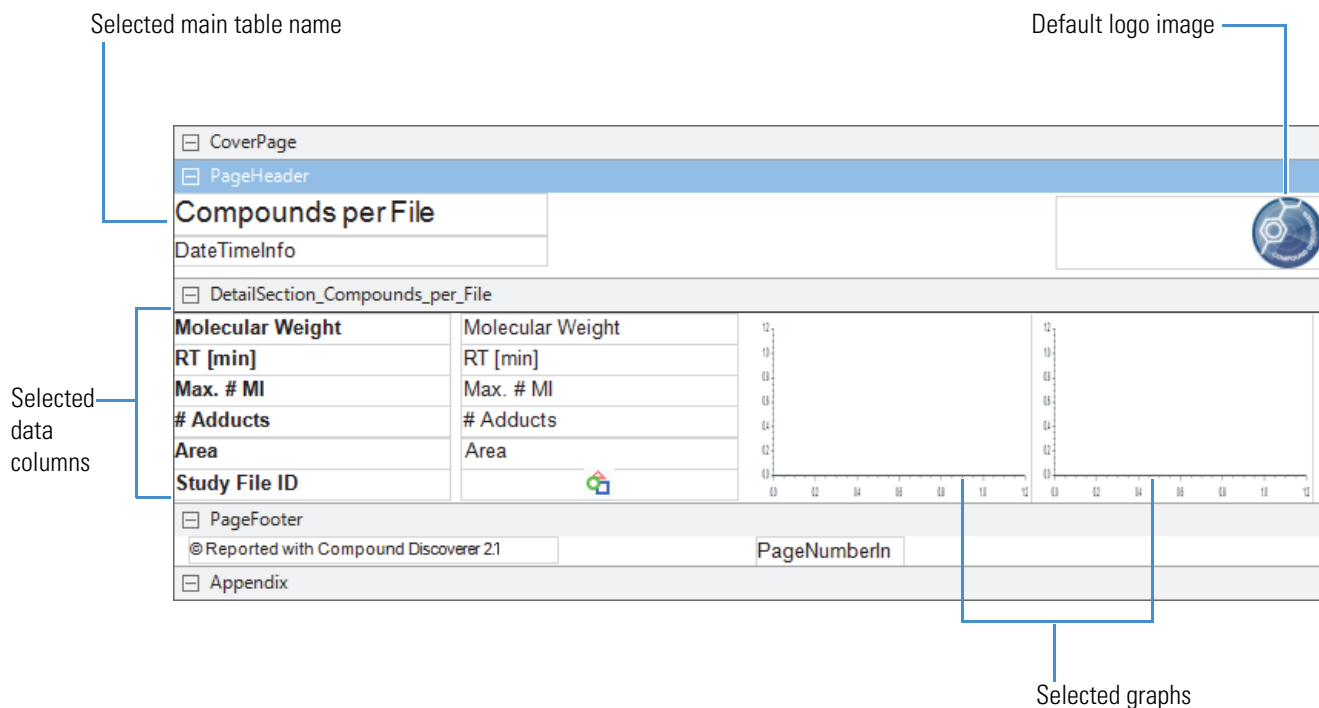 Selected main table name
Default logo image
CoverPage
PageHeader
Compounds per File
DateTimeInfo
DetailSection_Compounds_per_File
Molecular Weight Molecular Weight
RT [min] RT [min]
Max. # MI Max. # MI
# Adducts # Adducts
Area Area
Study File ID
Selected
data
columns
PageFooter
© Reported with Compound Discoverer 2.1
PageNumberIn
Appendix
Selected graphs